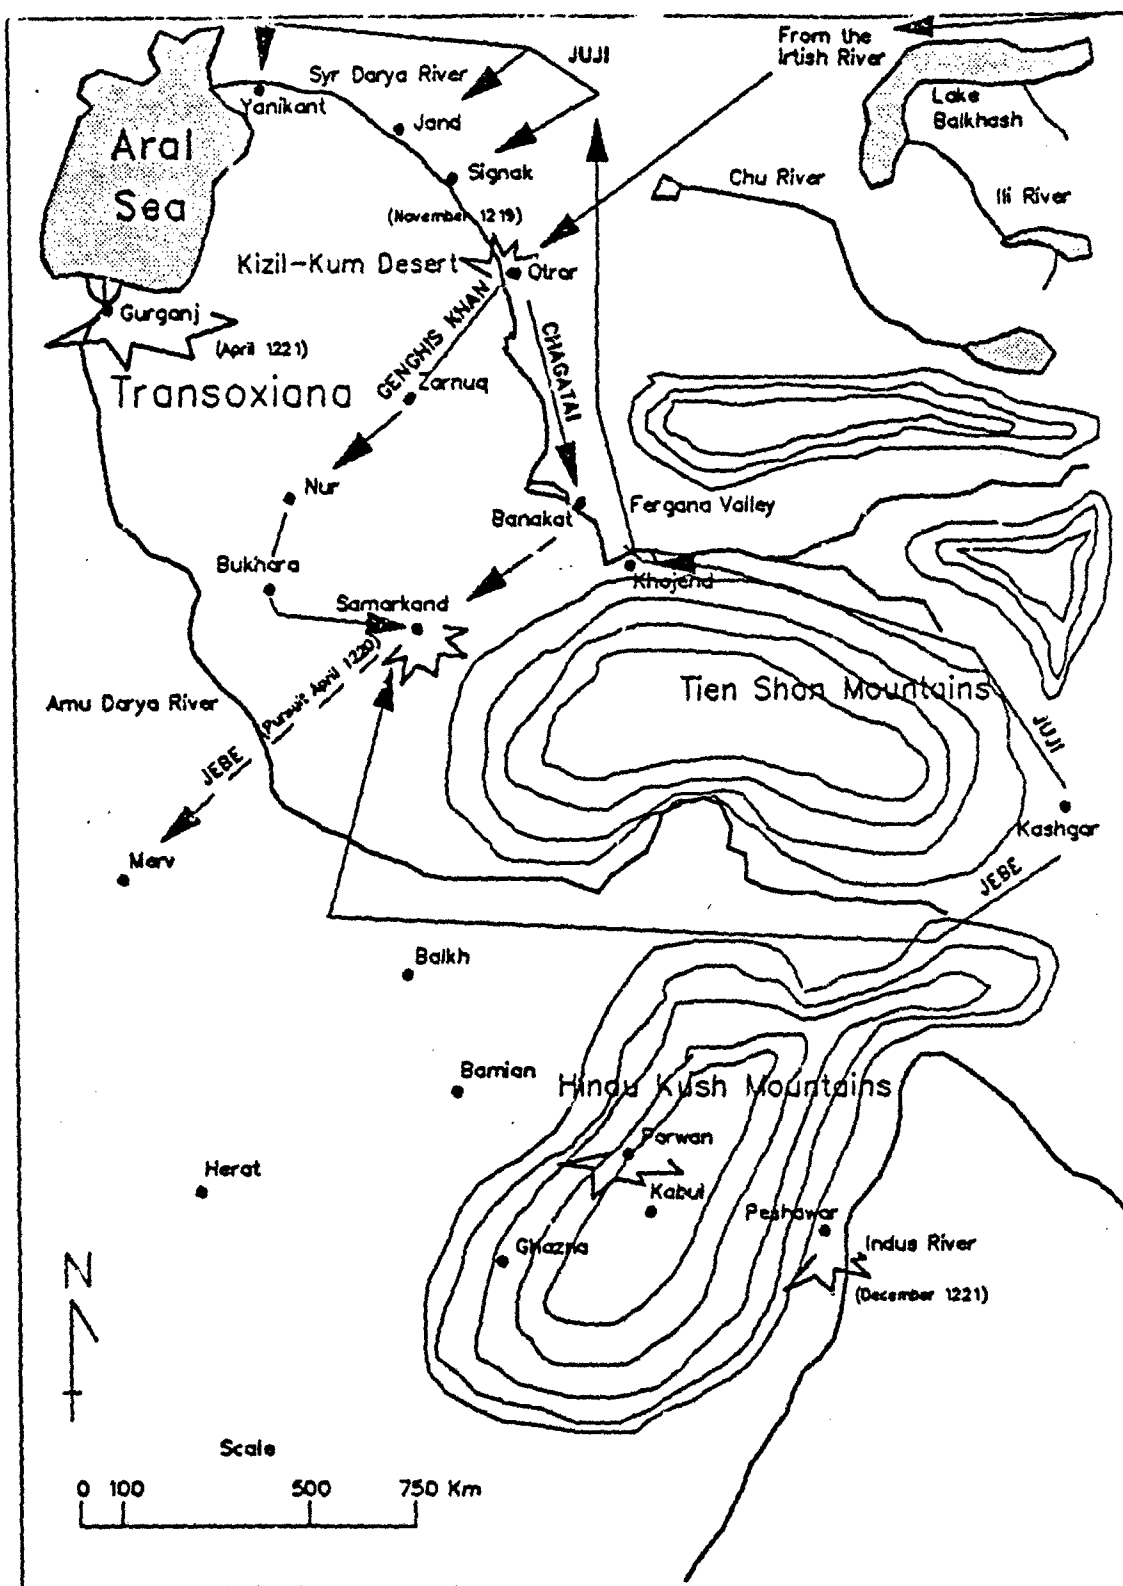 From the
Irtish River
JUJI
Syr Darya River
Yanikant
Lake
Balkhash
Jand
Aral
Sea
Signak
Chu River
Ili River
(November 1219)
Kizil-Kum Desert
Otrar
Gurganj
(April 1221)
GENGHIS KHAN
CHAGATAI
Transoxiana
Zarnuq
Nur
Banakat
Fergana Valley
Bukhara
Khojend
Samarkand
(Pursuit April 1220)
Tien Shan Mountains
Amu Darya River
JUJI
JEBE
Kashgar
Merv
JEBE
Balkh
Bamian
Hindu Kush Mountains
Parwan
Herat
Kabul
Peshawar
Ghazna
Indus River
(December 1221)
N
Scale
0 100 500 750 Km